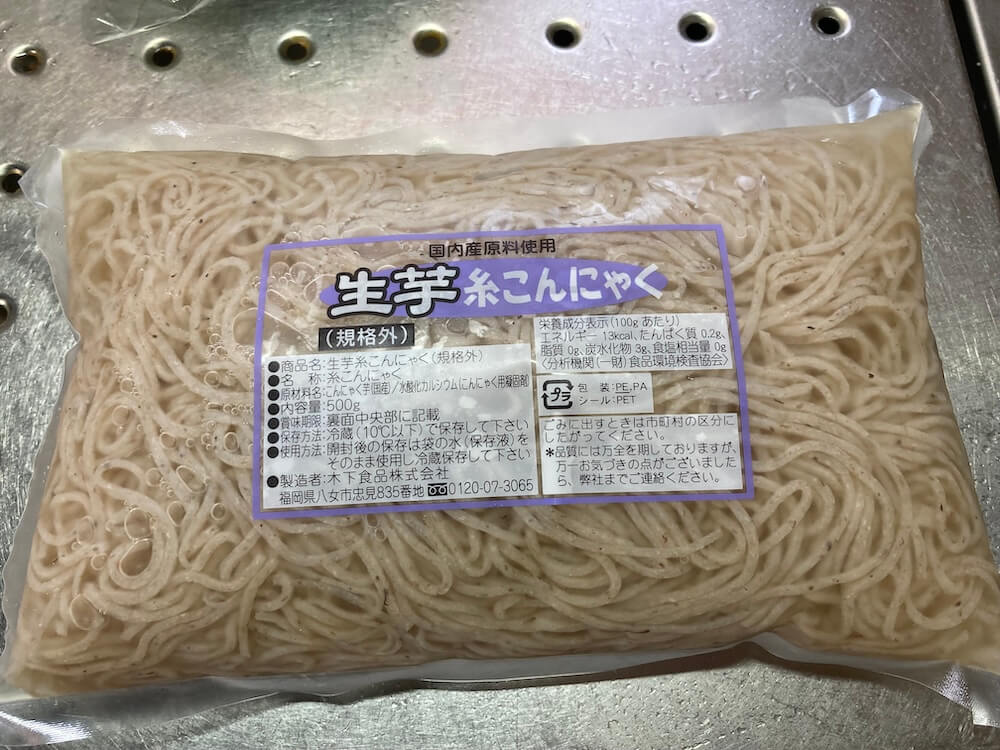 国内産原料使用
生芋糸こんにゃく
(規格外)
●商品名:生芋糸こんにゃく(規格外)
●名　称:糸こんにゃく
●原材料名:こんにゃく芋(国産)/水酸化カルシウム(こんにゃく用凝固剤)
●内容量:500g
●賞味期限:裏面中央部に記載
●保存方法:冷蔵(10℃以下)で保存して下さい
●使用方法:開封後の保存は袋の水(保存液)を
そのまま使用し冷蔵保存して下さい
●製造者:木下食品株式会社
福岡県八女市忠見835番地 0120-07-3065
栄養成分表示(100gあたり)
エネルギー 13kcal、たんぱく質 0.2g、
脂質 0g、炭水化物 3g、食塩相当量 0g
(分析機関(一財)食品環境検査協会)
プラ
包　装:PE,PA
シール:PET
ごみに出すときは市町村の区分に
したがってください。
*品質には万全を期しておりますが、
万一お気づきの点がございました
ら、弊社までご連絡ください。